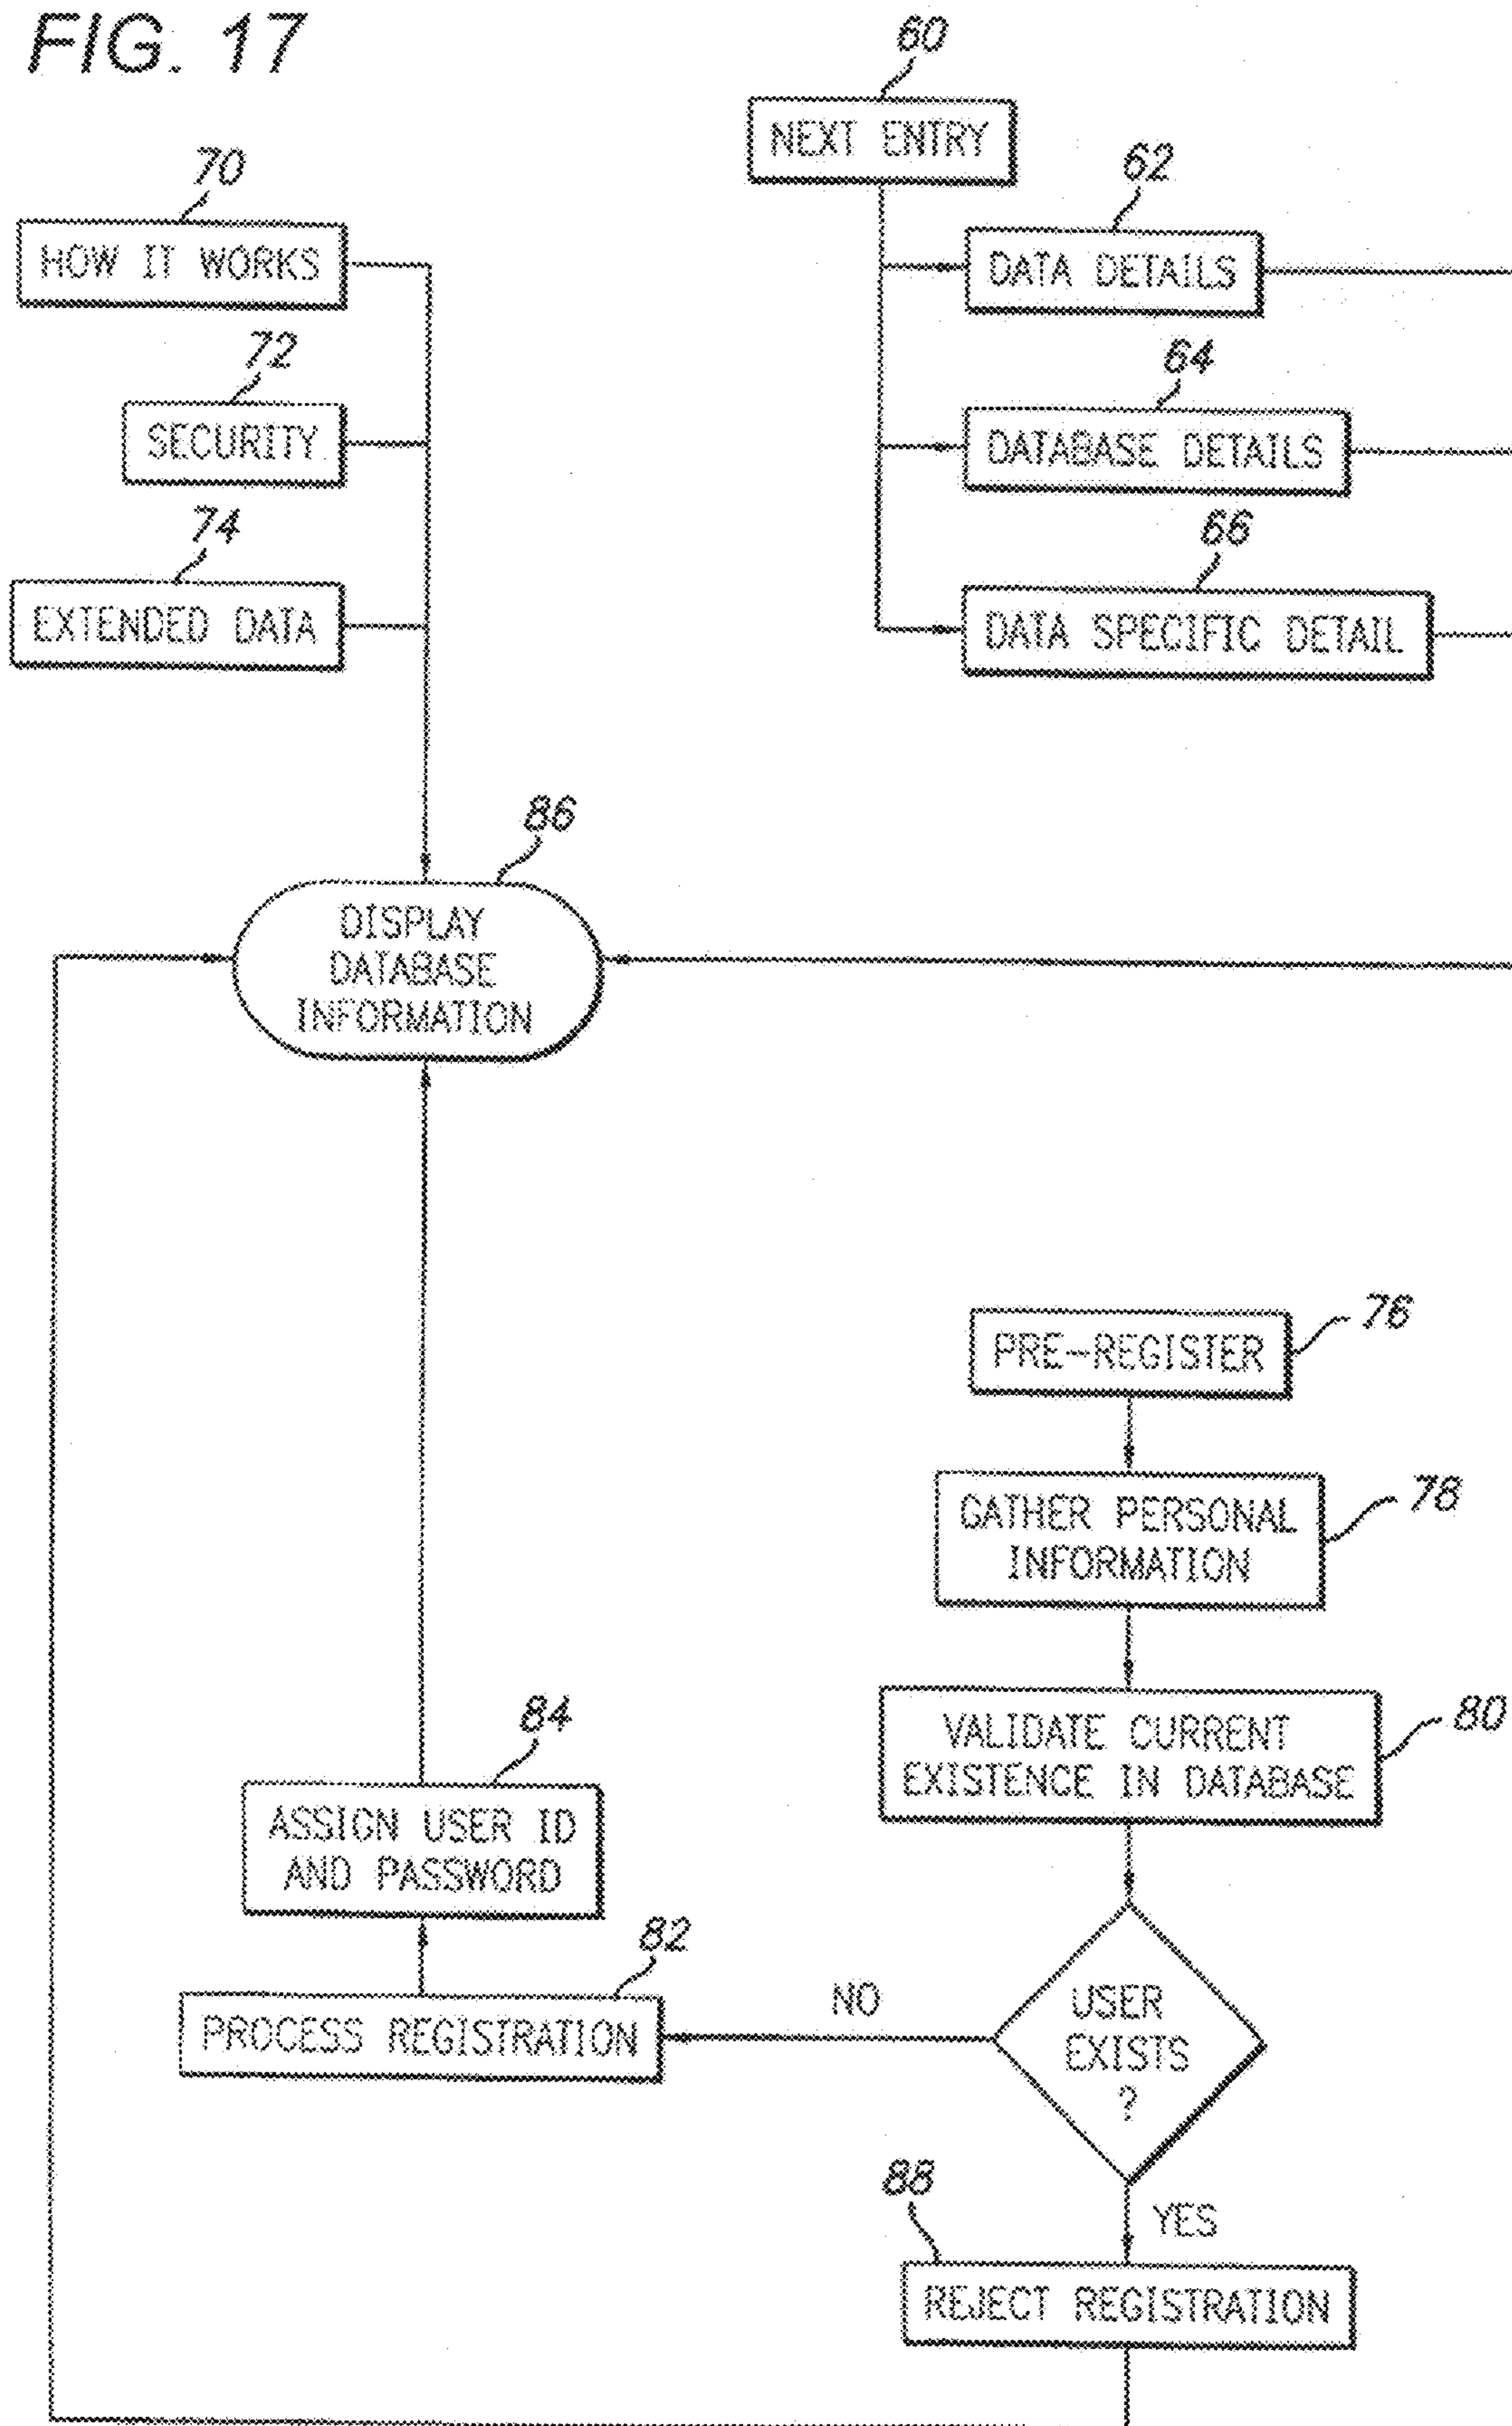 FIG. 17
60
NEXT ENTRY
70
HOW IT WORKS
62
DATA DETAILS
72
SECURITY
64
DATABASE DETAILS
74
EXTENDED DATA
66
DATA SPECIFIC DETAIL
86
DISPLAY
DATABASE
INFORMATION
PRE-REGISTER
76
GATHER PERSONAL
INFORMATION
78
VALIDATE CURRENT
EXISTENCE IN DATABASE
80
84
ASSIGN USER ID
AND PASSWORD
82
PROCESS REGISTRATION
NO
USER
EXISTS
?
YES
88
REJECT REGISTRATION